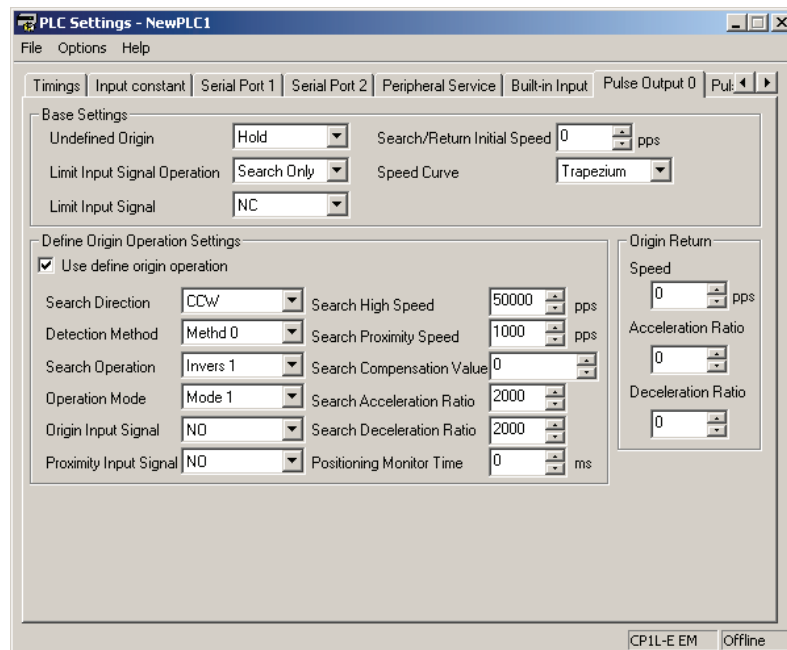 PLC Settings - NewPLC1
File Options Help
Timings Input constant Serial Port 1 Serial Port 2 Peripheral Service Built-in Input Pulse Output 0
Base Settings
Undefined Origin Hold Search/Return Initial Speed 0 pps
Limit Input Signal Operation Search Only Speed Curve Trapezium
Limit Input Signal NC
Define Origin Operation Settings
Use define origin operation
Search Direction CCW Search High Speed 50000 pps
Detection Method Methd 0 Search Proximity Speed 1000 pps
Search Operation Invers 1 Search Compensation Value 0
Operation Mode Mode 1 Search Acceleration Ratio 2000
Origin Input Signal NO Search Deceleration Ratio 2000
Proximity Input Signal NO Positioning Monitor Time 0 ms
Origin Return
Speed
0 pps
Acceleration Ratio
0
Deceleration Ratio
0
CP1L-E EM Offline